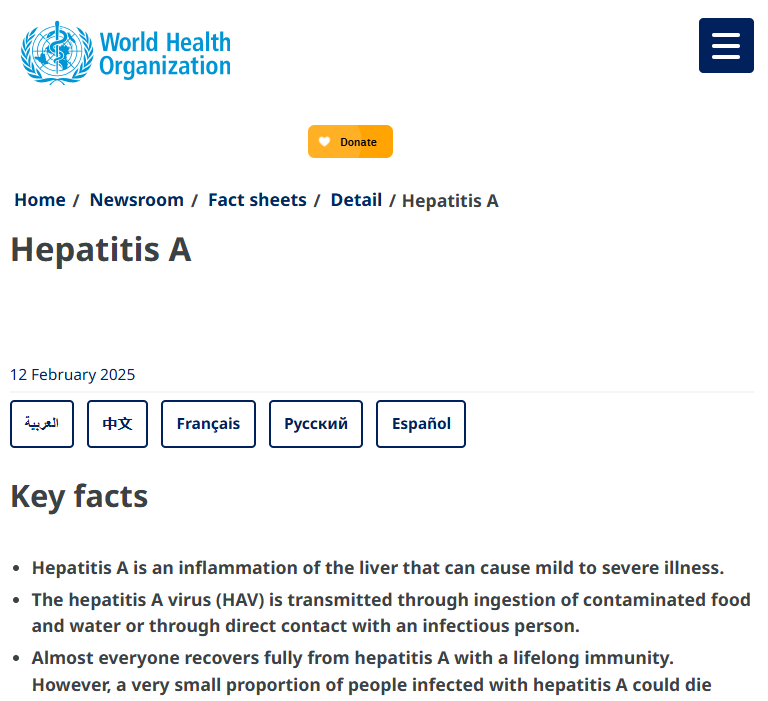 World Health
Organization
Donate
Home / Newsroom / Fact sheets / Detail / Hepatitis A
Hepatitis A
12 February 2025
العربية 中文 Français Русский Español
Key facts
• Hepatitis A is an inflammation of the liver that can cause mild to severe illness.
• The hepatitis A virus (HAV) is transmitted through ingestion of contaminated food
and water or through direct contact with an infectious person.
• Almost everyone recovers fully from hepatitis A with a lifelong immunity.
However, a very small proportion of people infected with hepatitis A could die